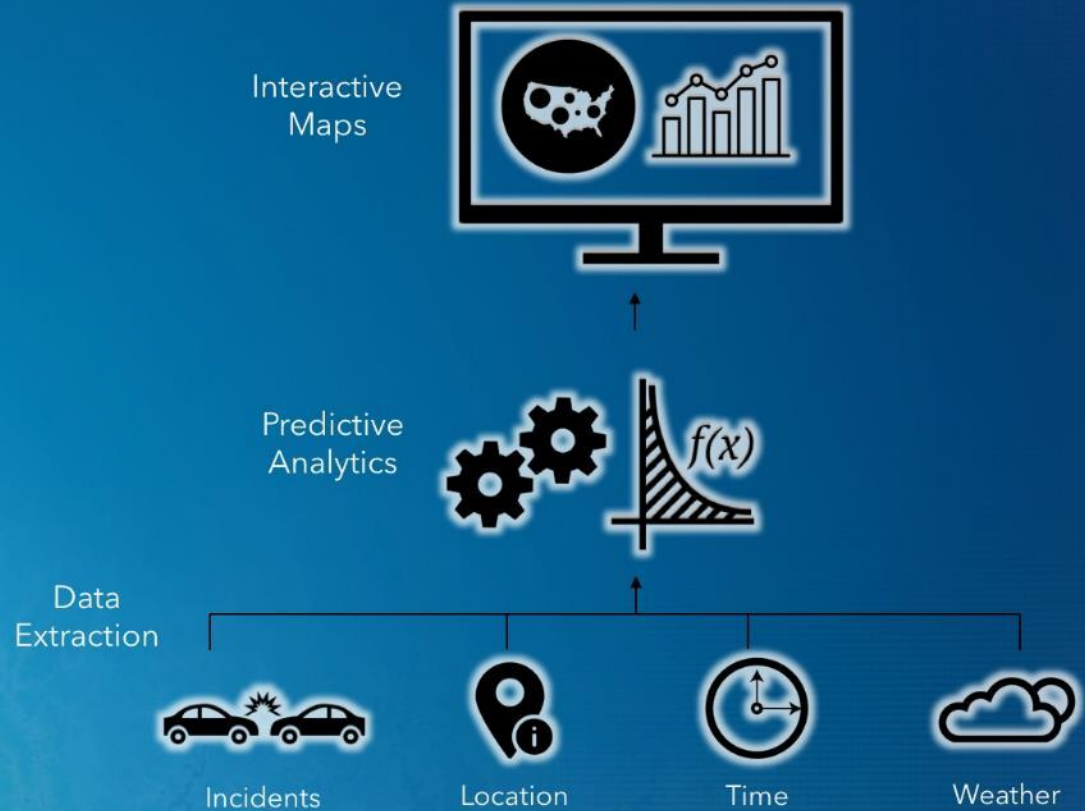 Interactive
Maps
Predictive
Analytics
f(x)
Data
Extraction
i
Incidents
Location
Time
Weather